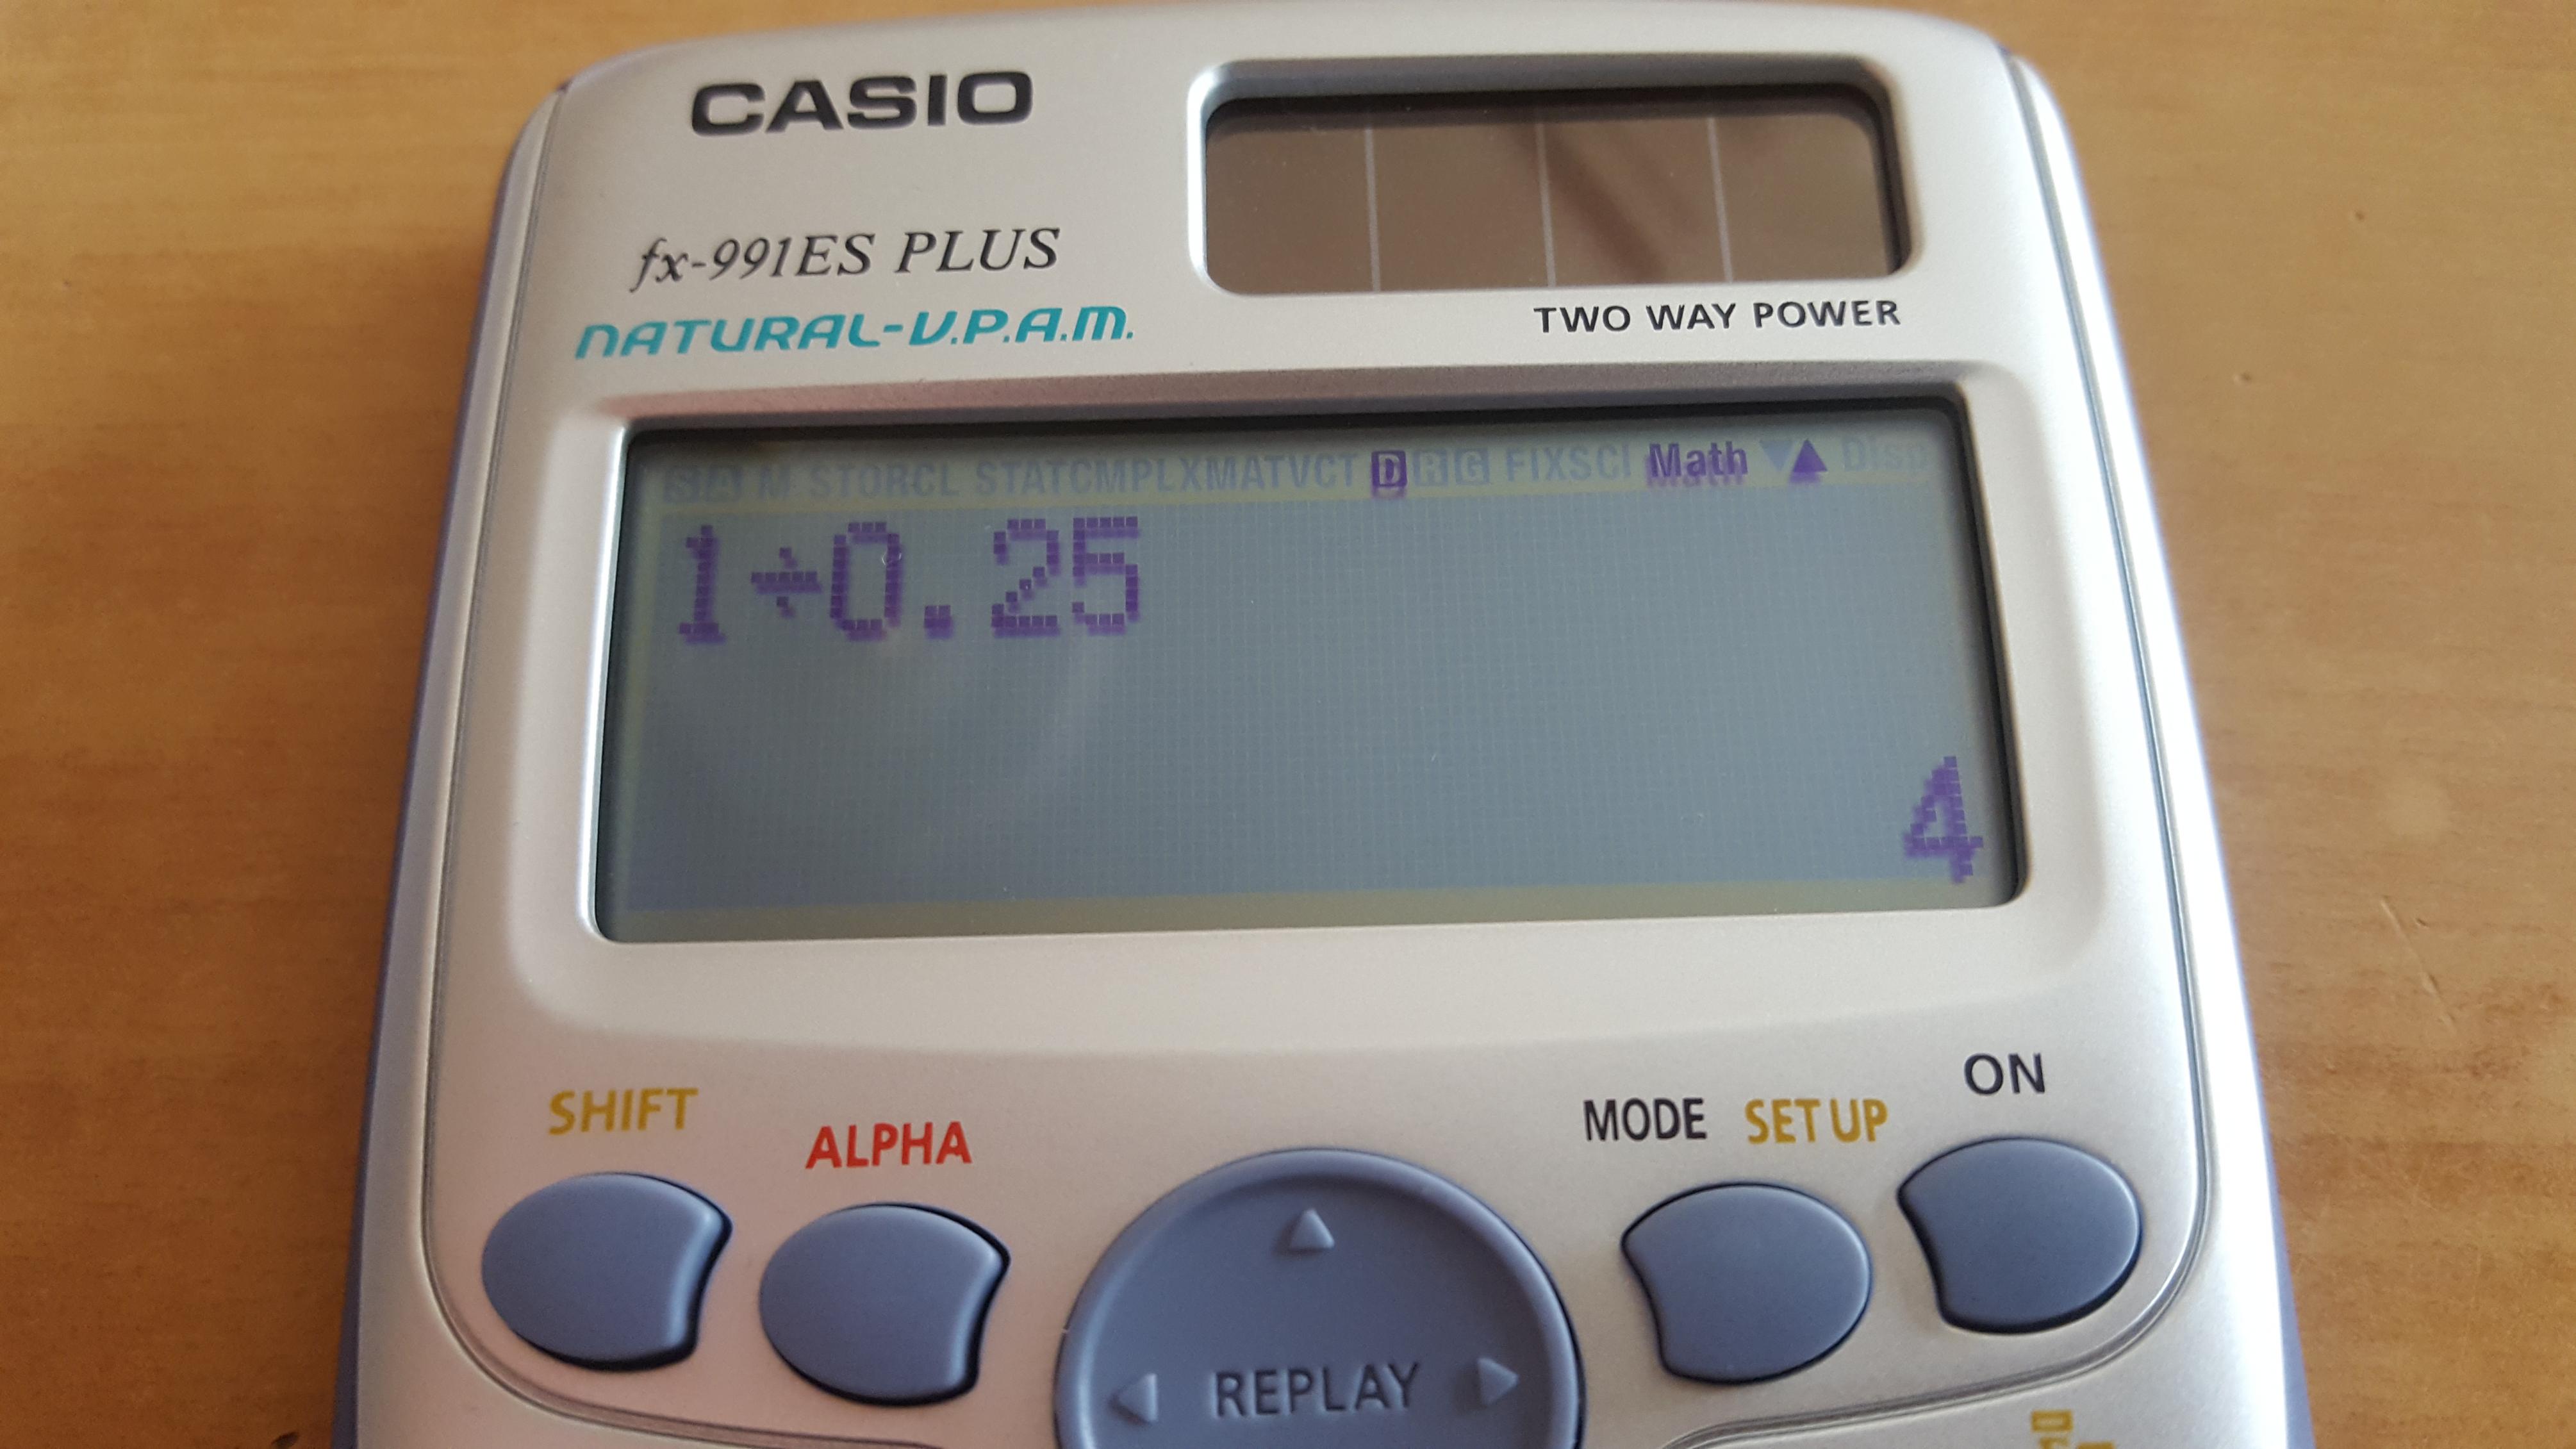 CASIO
fx-991ES PLUS
NATURAL-V.P.A.M.
TWO WAY POWER
S A M STO RCL STAT CMPLX MAT VCT D R G FIX SCI Math ▼▲ Disp
1÷0.25
4
SHIFT
ALPHA
MODE SETUP
ON
REPLAY